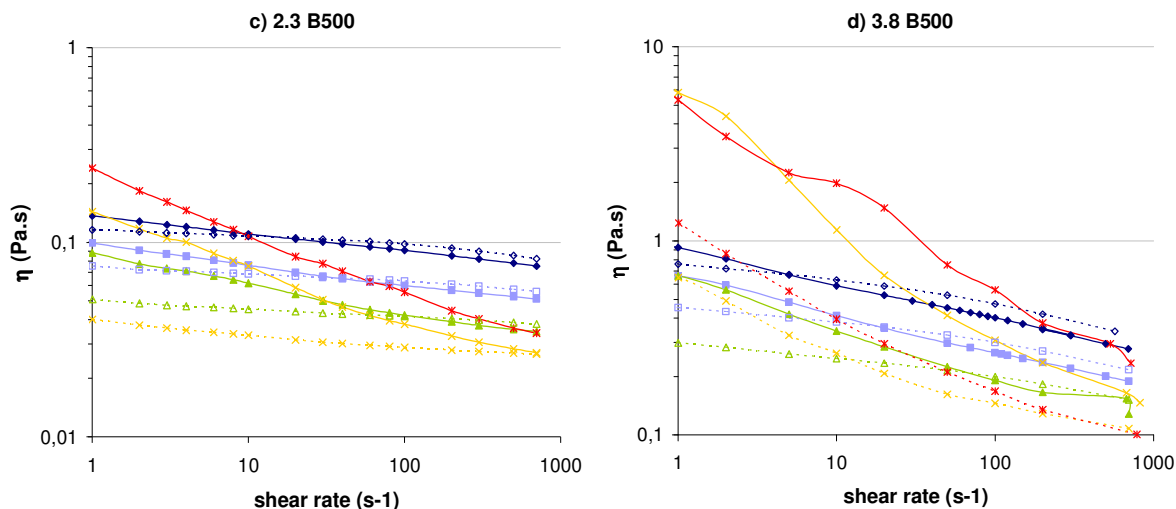 c) 2.3 B500
1
0,1
0,01
η (Pa.s)
1 10 100 1000
shear rate (s-1)
d) 3.8 B500
10
1
0,1
η (Pa.s)
1 10 100 1000
shear rate (s-1)